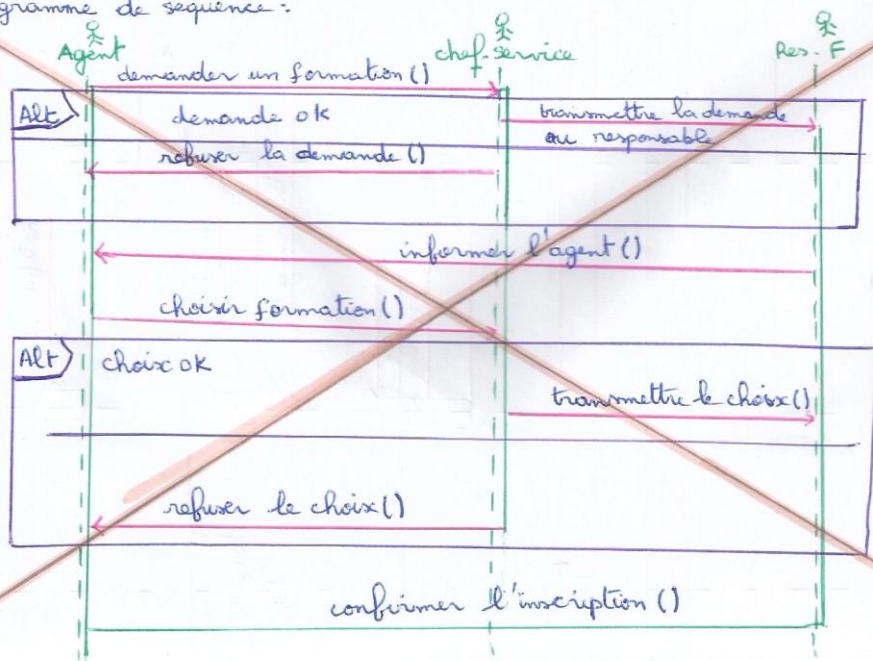 gramme de sequence :
Agent chef-service Res-F
demander un formation()
Alt demande ok transmettre la demande
au responsable
refuser la demande()
informer l'agent()
choisir formation()
Alt choix ok
transmettre le choix()
refuser le choix()
confirmer l'inscription()